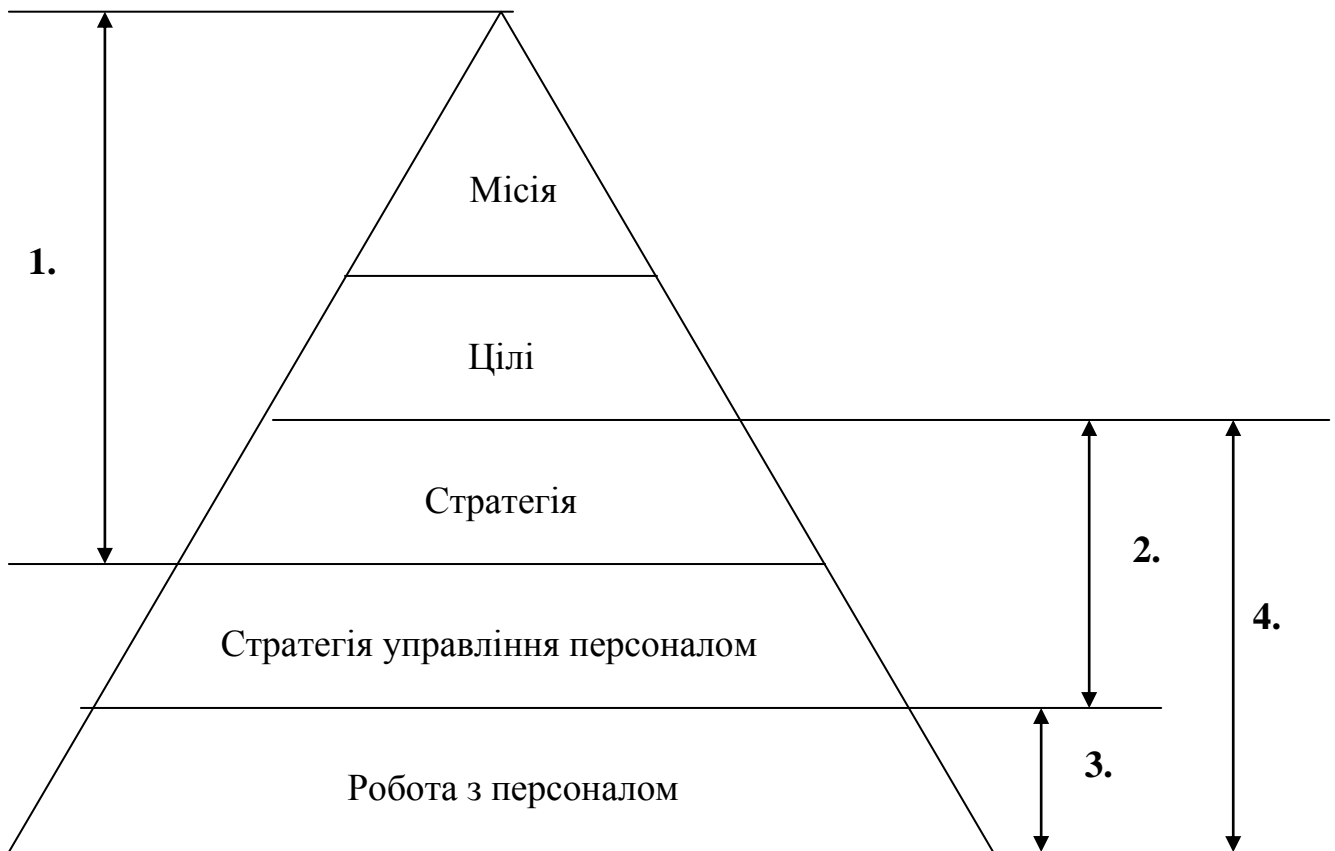 Місія
1.
Цілі
Стратегія
2.
4.
Стратегія управління персоналом
3.
Робота з персоналом